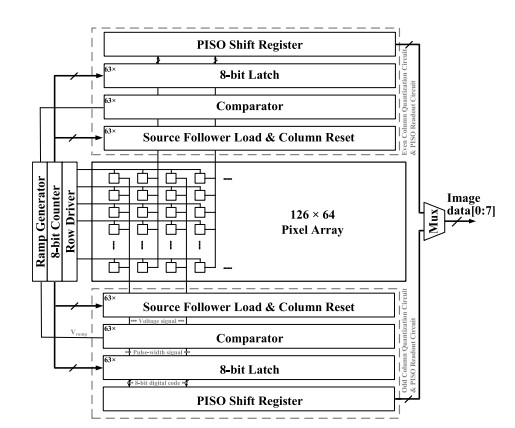 PISO Shift Register
63×
8-bit Latch
63×
Comparator
63×
Source Follower Load & Column Reset
Even Column Quantization Circuit
& PISO Readout Circuit
Ramp Generator
8-bit Counter
Row Driver
126 × 64
Pixel Array
Mux
Image
data[0:7]
63×
Source Follower Load & Column Reset
Voltage signal
Vramp
63×
Comparator
Pulse-width signal
63×
8-bit Latch
8-bit digital code
PISO Shift Register
Odd Column Quantization Circuit
& PISO Readout Circuit